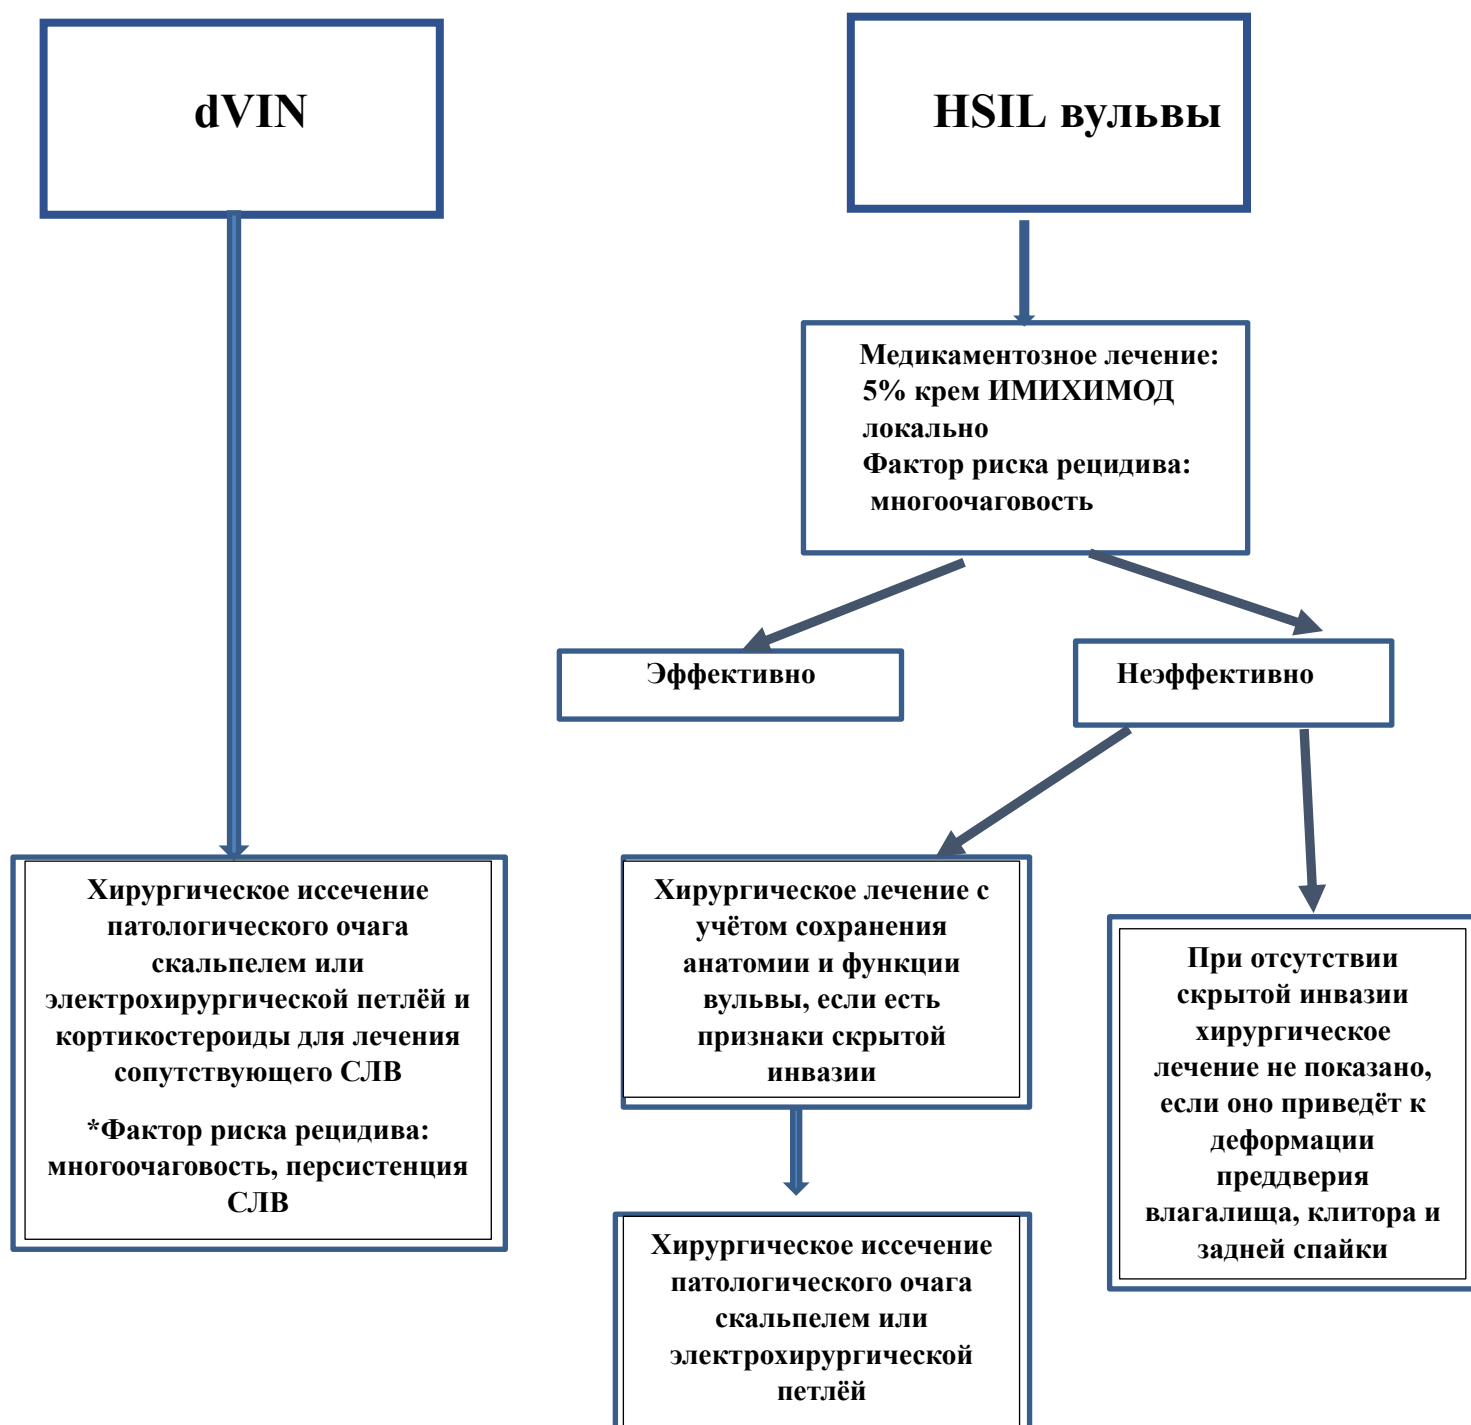 dVIN
HSIL вульвы
Медикаментозное лечение:
5% крем ИМИХИМОД
локально
Фактор риска рецидива:
многоочаговость
Эффективно
Неэффективно
Хирургическое иссечение
патологического очага
скальпелем или
электрохирургической петлёй и
кортикостероиды для лечения
сопутствующего СЛВ
*Фактор риска рецидива:
многоочаговость, персистенция
СЛВ
Хирургическое лечение с
учётом сохранения
анатомии и функции
вульвы, если есть
признаки скрытой
инвазии
При отсутствии
скрытой инвазии
хирургическое
лечение не показано,
если оно приведёт к
деформации
преддверия
влагалища, клитора и
задней спайки
Хирургическое иссечение
патологического очага
скальпелем или
электрохирургической
петлёй